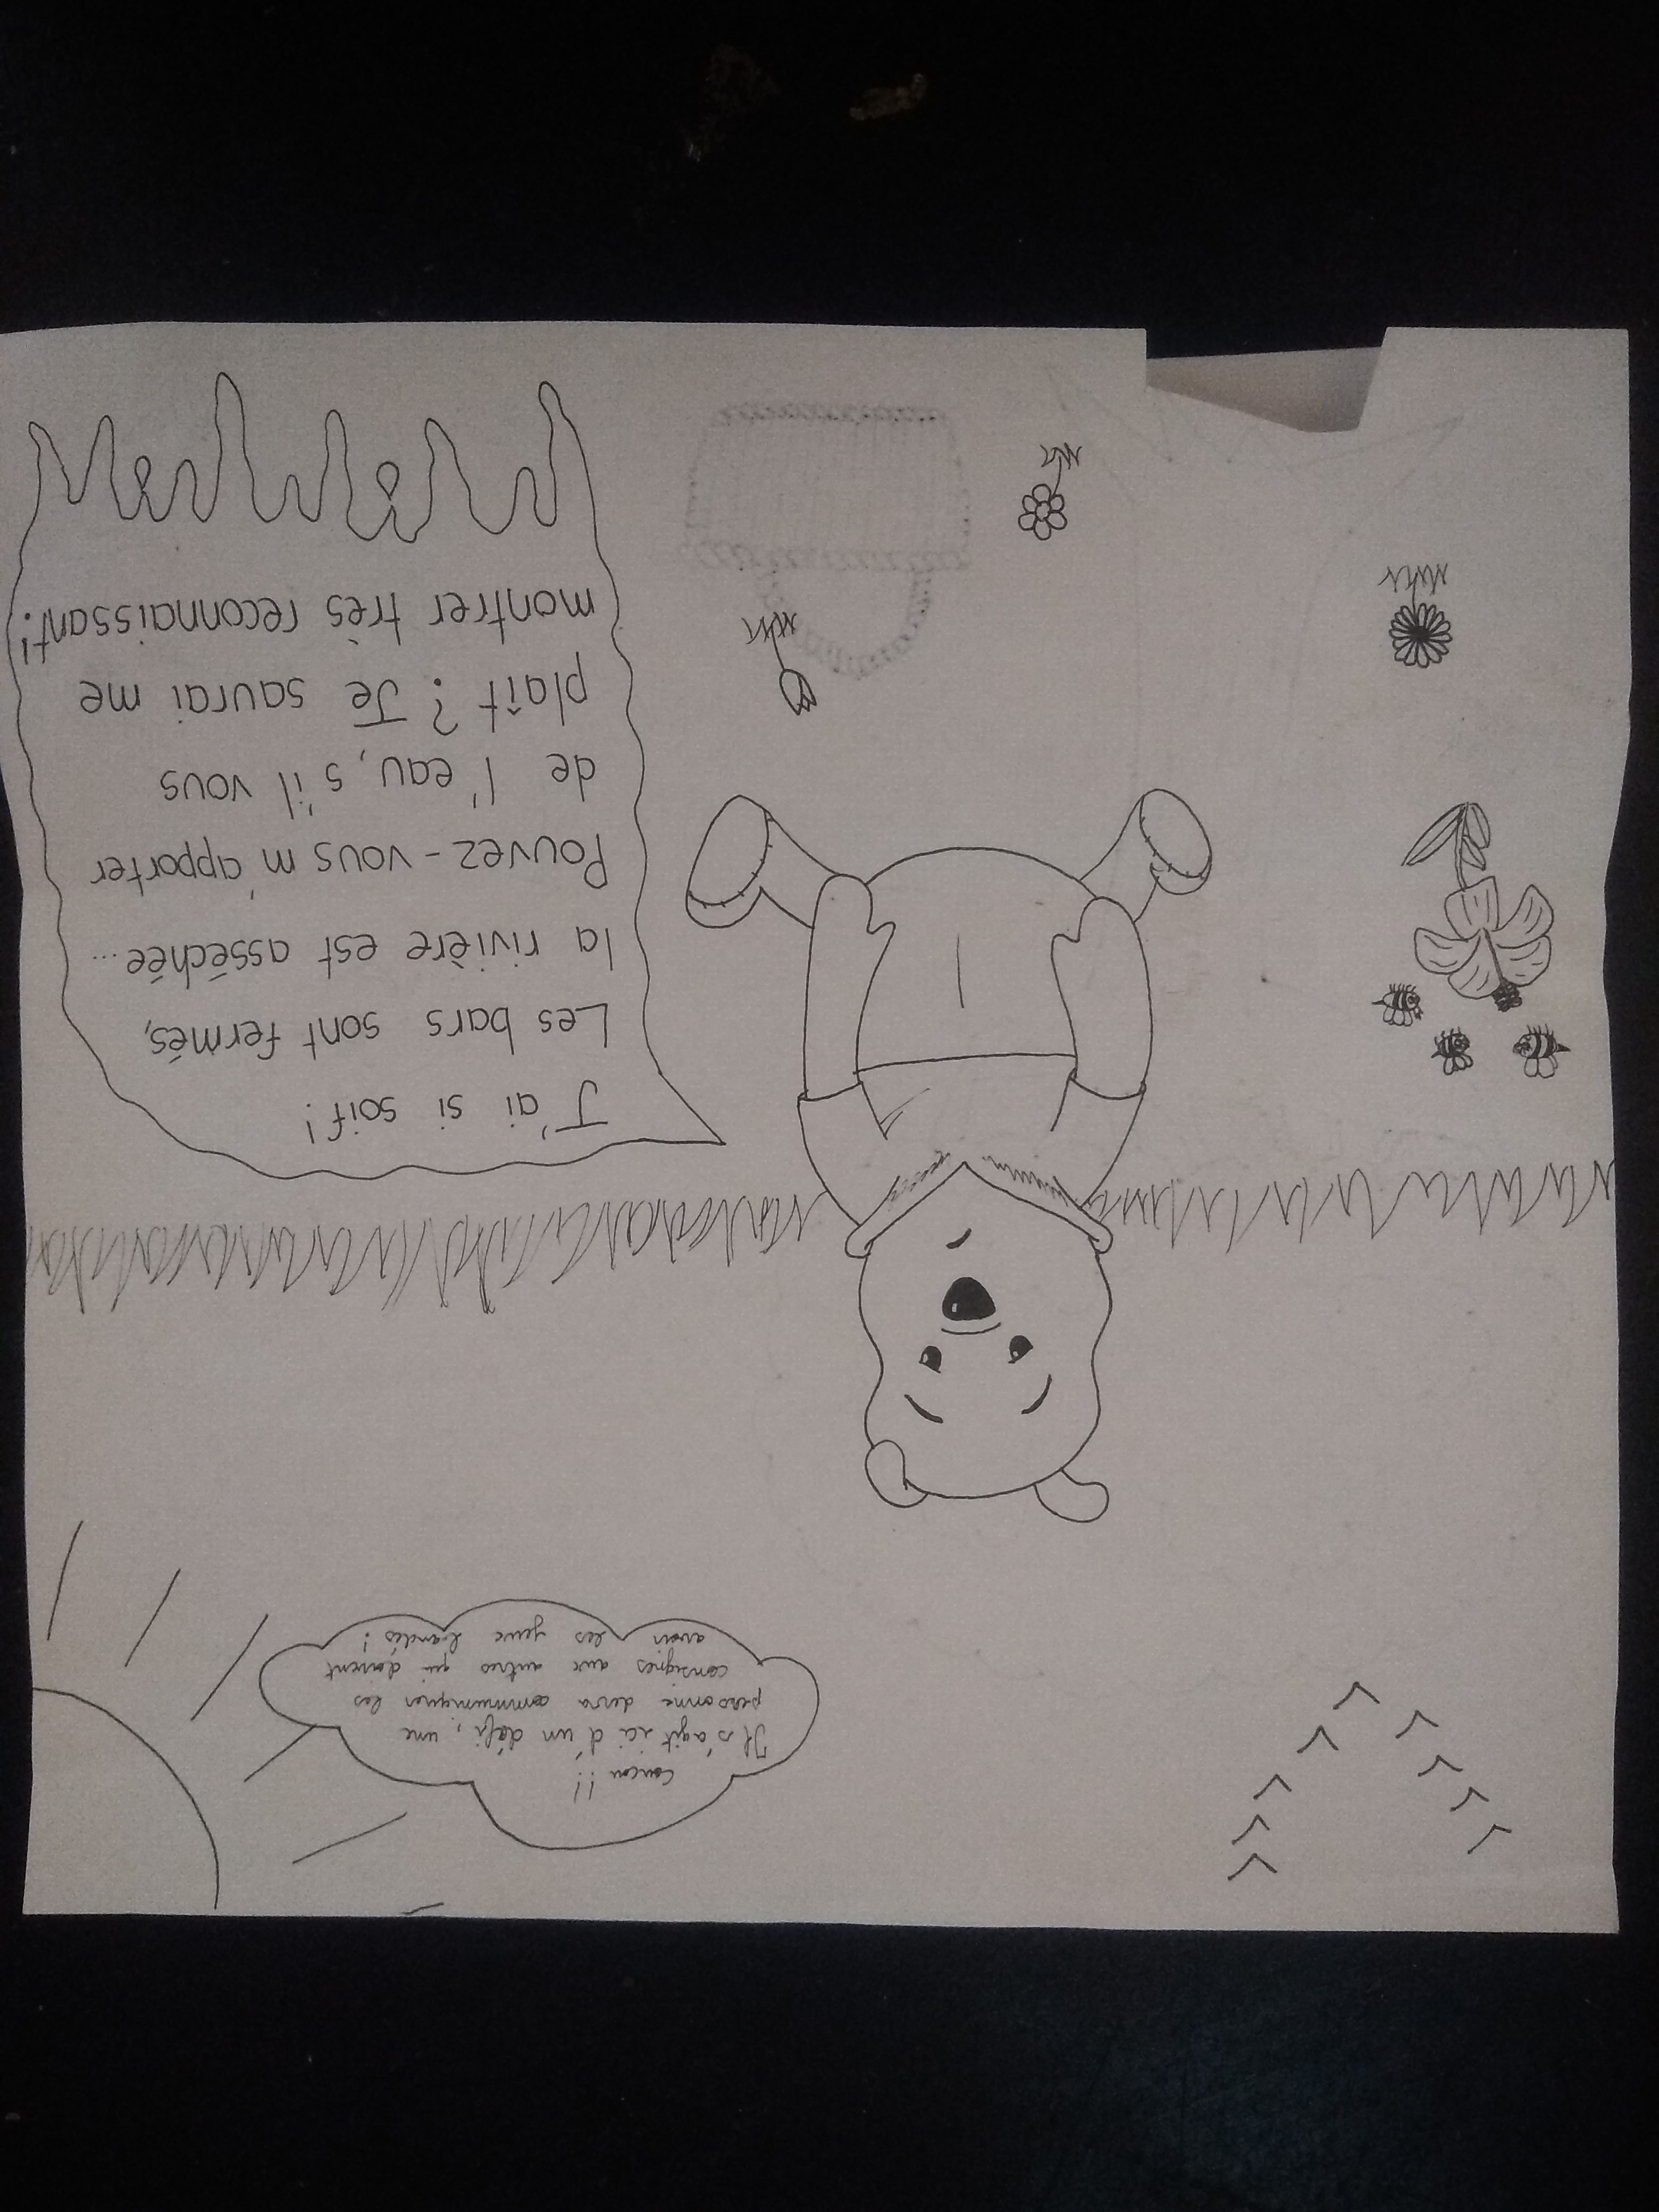 Coucou !!
Il s'agit ici d'un défi, une
personne devra communiquer les
consignes aux autres qui doivent
avoir les yeux bandés !
J'ai si soif!
Les bars sont fermés,
la rivière est asséchée...
Pouvez-vous m'apporter
de l'eau, s'il vous
plaît ? Je saurai me
montrer très reconnaissant!